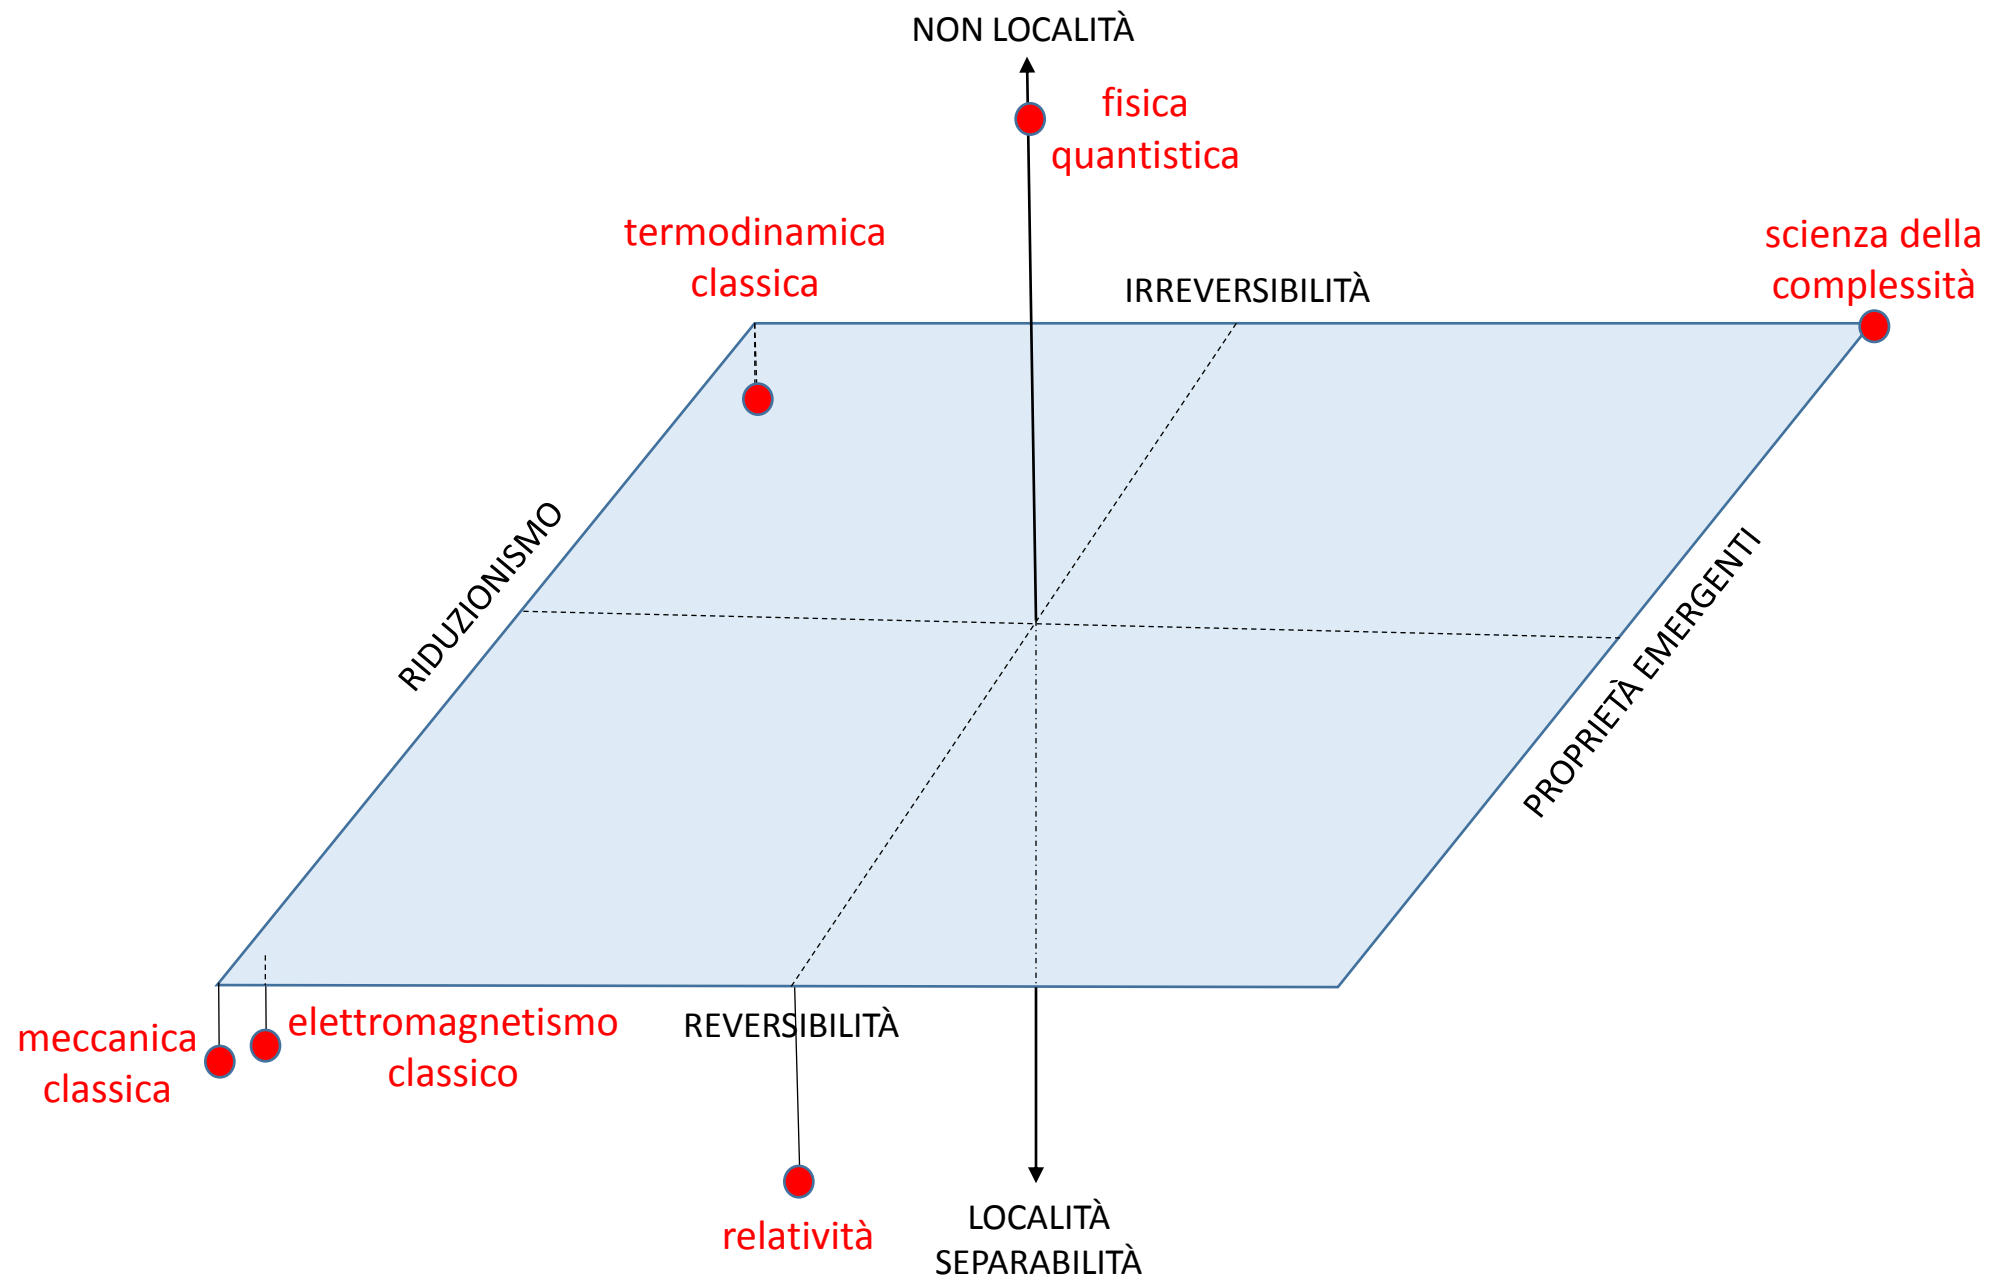 NON LOCALITÀ
fisica
quantistica
termodinamica
classica
scienza della
complessità
IRREVERSIBILITÀ
RIDUZIONISMO
PROPRIETÀ EMERGENTI
meccanica
classica
elettromagnetismo
classico
REVERSIBILITÀ
relatività
LOCALITÀ
SEPARABILITÀ